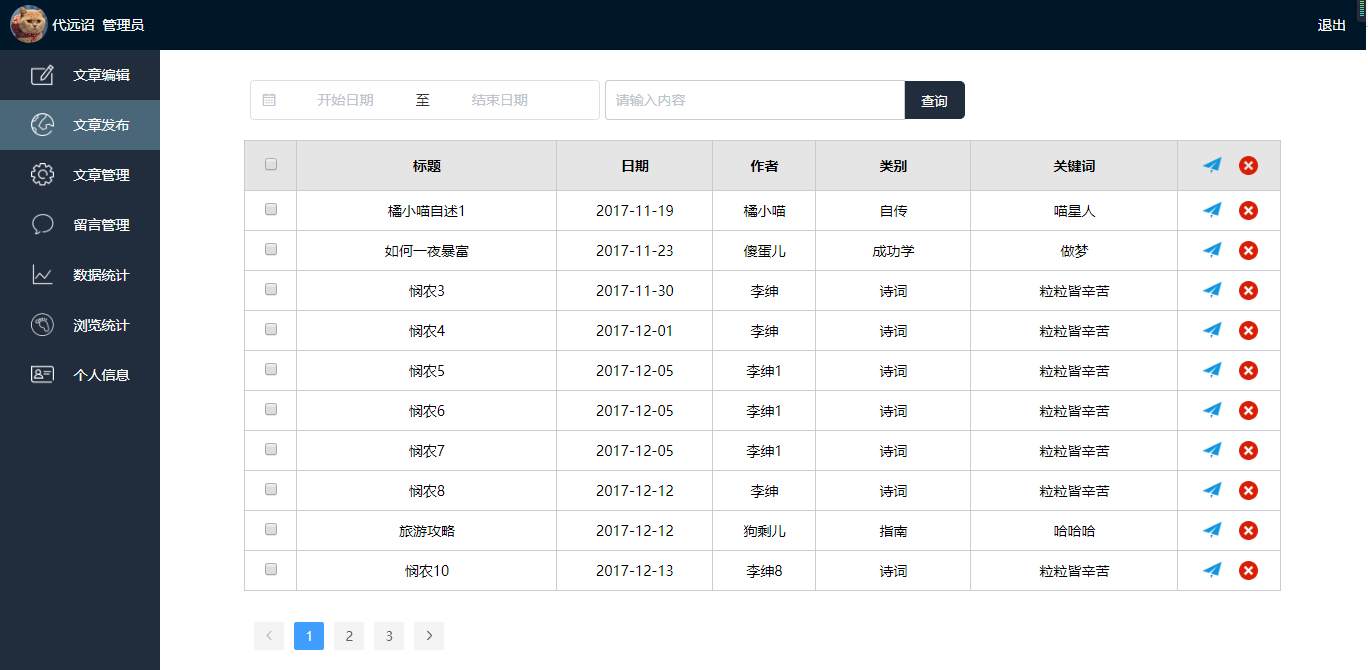 代远诏 管理员
退出
文章编辑
文章发布
文章管理
留言管理
数据统计
浏览统计
个人信息
开始日期 至 结束日期 请输入内容 查询
标题 日期 作者 类别 关键词
橘小喵自述1 2017-11-19 橘小喵 自传 喵星人
如何一夜暴富 2017-11-23 傻蛋儿 成功学 做梦
悯农3 2017-11-30 李绅 诗词 粒粒皆辛苦
悯农4 2017-12-01 李绅 诗词 粒粒皆辛苦
悯农5 2017-12-05 李绅1 诗词 粒粒皆辛苦
悯农6 2017-12-05 李绅1 诗词 粒粒皆辛苦
悯农7 2017-12-05 李绅1 诗词 粒粒皆辛苦
悯农8 2017-12-12 李绅 诗词 粒粒皆辛苦
旅游攻略 2017-12-12 狗剩儿 指南 哈哈哈
悯农10 2017-12-13 李绅8 诗词 粒粒皆辛苦
1 2 3